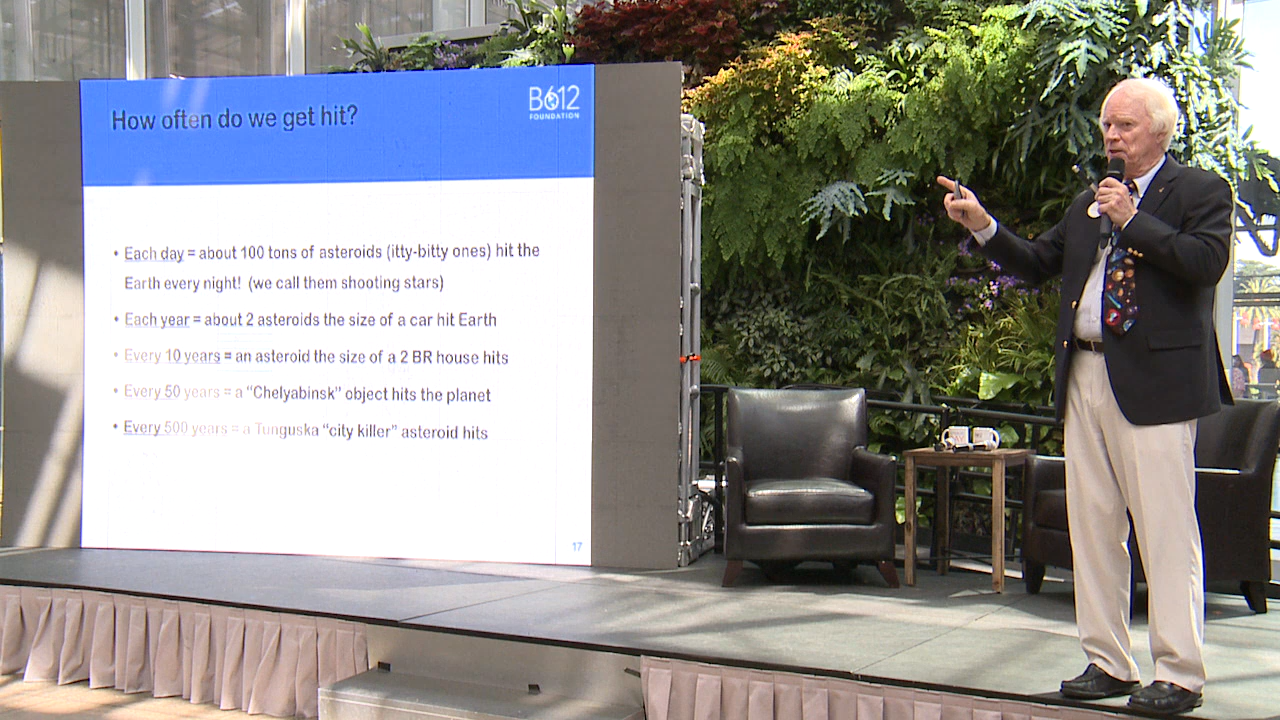 How often do we get hit?
B612
FOUNDATION
• Each day = about 100 tons of asteroids (itty-bitty ones) hit the
Earth every night! (we call them shooting stars)
• Each year = about 2 asteroids the size of a car hit Earth
• Every 10 years = an asteroid the size of a 2 BR house hits
• Every 50 years = a “Chelyabinsk” object hits the planet
• Every 500 years = a Tunguska “city killer” asteroid hits
17